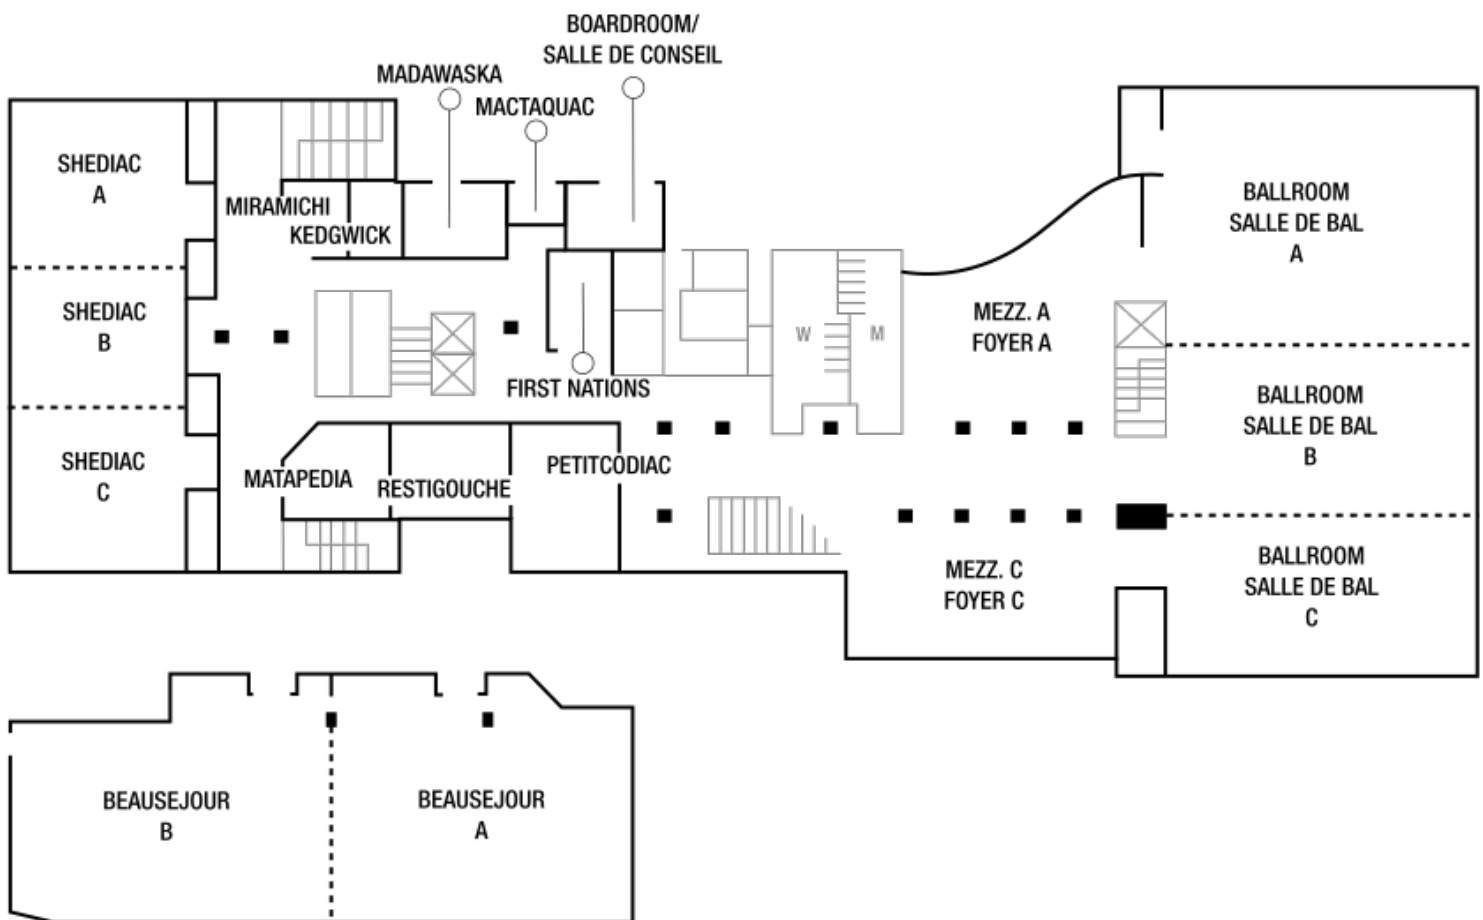 BOARDROOM/
SALLE DE CONSEIL
MADAWASKA
MACTAQUAC
SHEDIAC
A
MIRAMICHI
KEDGWICK
BALLROOM
SALLE DE BAL
A
SHEDIAC
B
W
M
MEZZ. A
FOYER A
FIRST NATIONS
BALLROOM
SALLE DE BAL
B
SHEDIAC
C
MATAPEDIA
RESTIGOUCHE
PETITCODIAC
MEZZ. C
FOYER C
BALLROOM
SALLE DE BAL
C
BEAUSEJOUR
B
BEAUSEJOUR
A